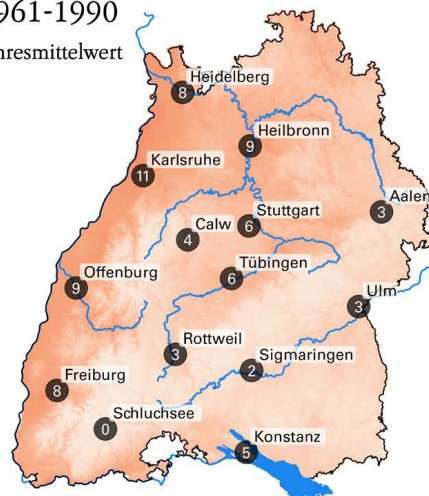 961-1990
hresmittelwert
Heidelberg
8
Heilbronn
9
Karlsruhe
11
Aalen
3
Stuttgart
6
Calw
4
Tübingen
6
Offenburg
9
Ulm
3
Rottweil
3
Sigmaringen
2
Freiburg
8
Schluchsee
0
Konstanz
5